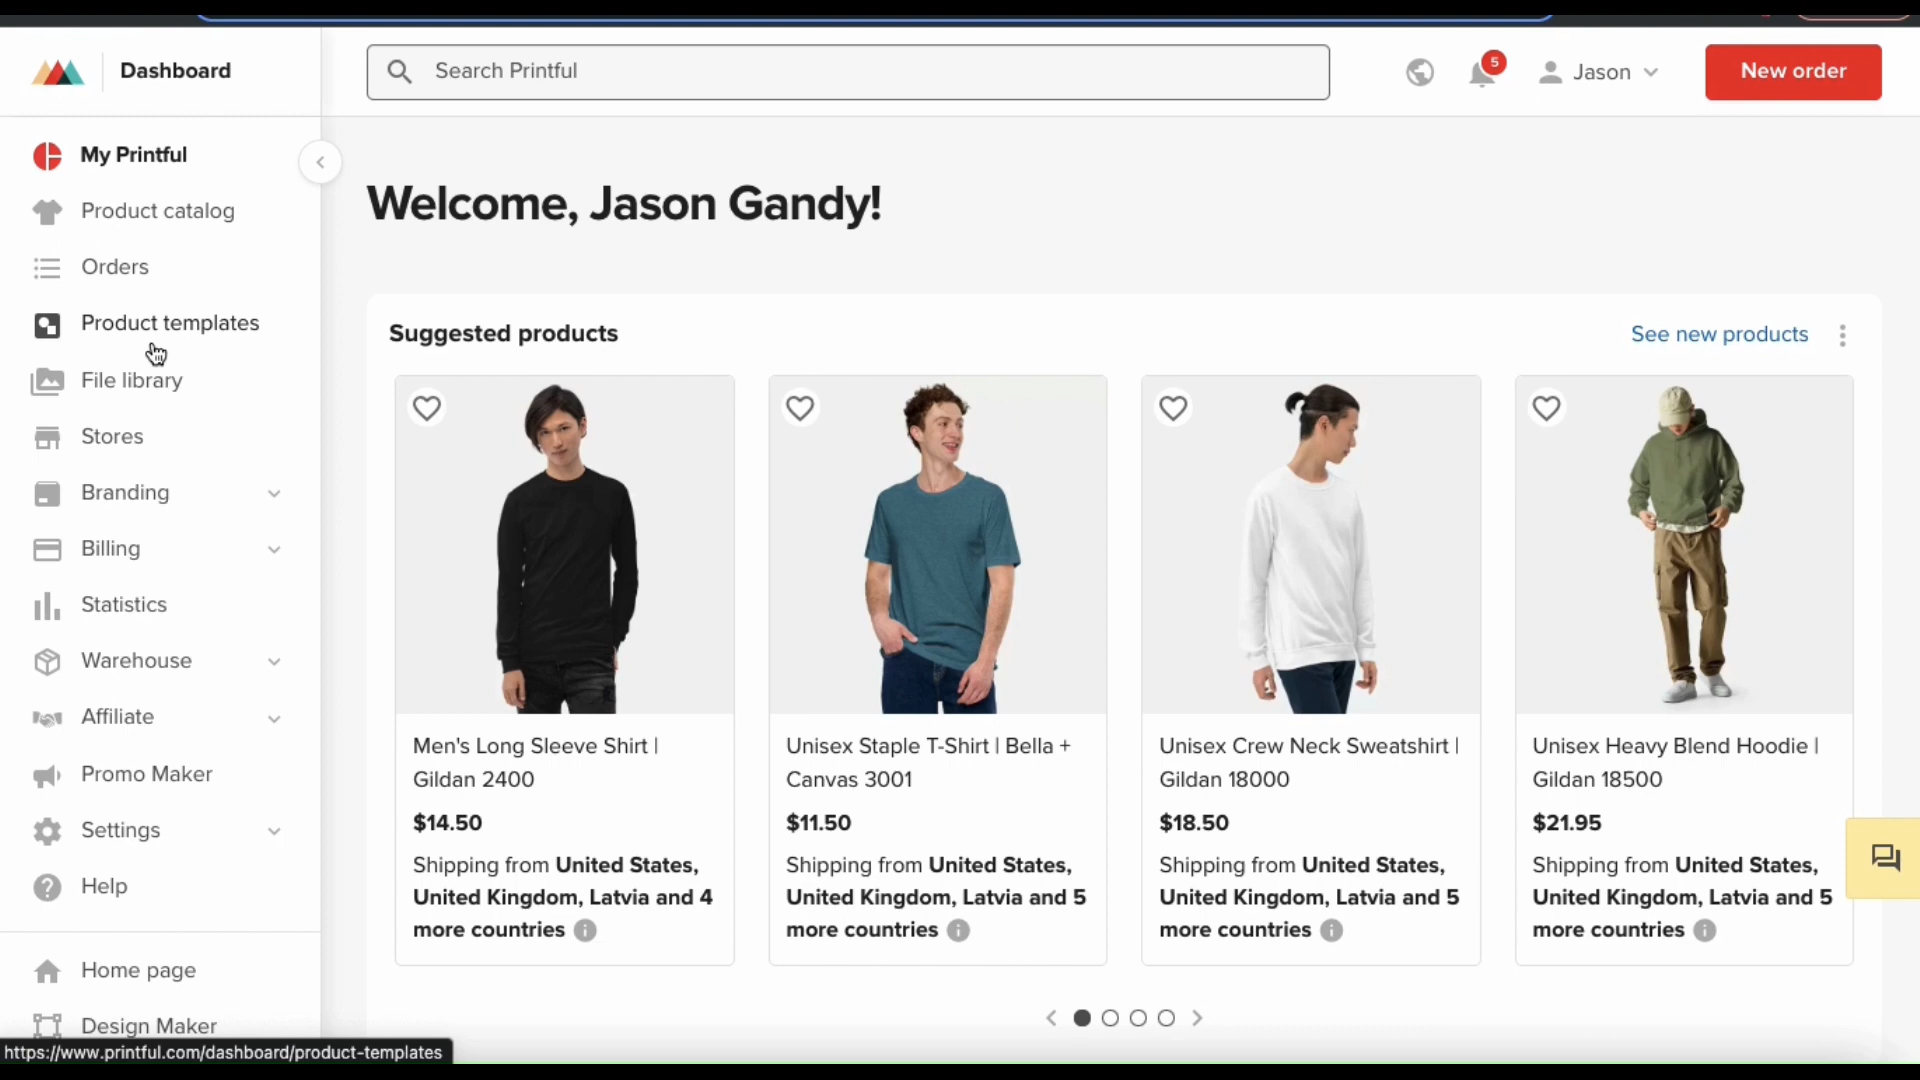 Dashboard
Search Printful
5
Jason
New order
My Printful
Product catalog
Orders
Product templates
File library
Stores
Branding
Billing
Statistics
Warehouse
Affiliate
Promo Maker
Settings
Help
Home page
Design Maker
https://www.printful.com/dashboard/product-templates
Welcome, Jason Gandy!
Suggested products
See new products
Men's Long Sleeve Shirt |
Gildan 2400
$14.50
Shipping from United States,
United Kingdom, Latvia and 4
more countries
Unisex Staple T-Shirt | Bella +
Canvas 3001
$11.50
Shipping from United States,
United Kingdom, Latvia and 5
more countries
Unisex Crew Neck Sweatshirt |
Gildan 18000
$18.50
Shipping from United States,
United Kingdom, Latvia and 5
more countries
Unisex Heavy Blend Hoodie |
Gildan 18500
$21.95
Shipping from United States,
United Kingdom, Latvia and 5
more countries